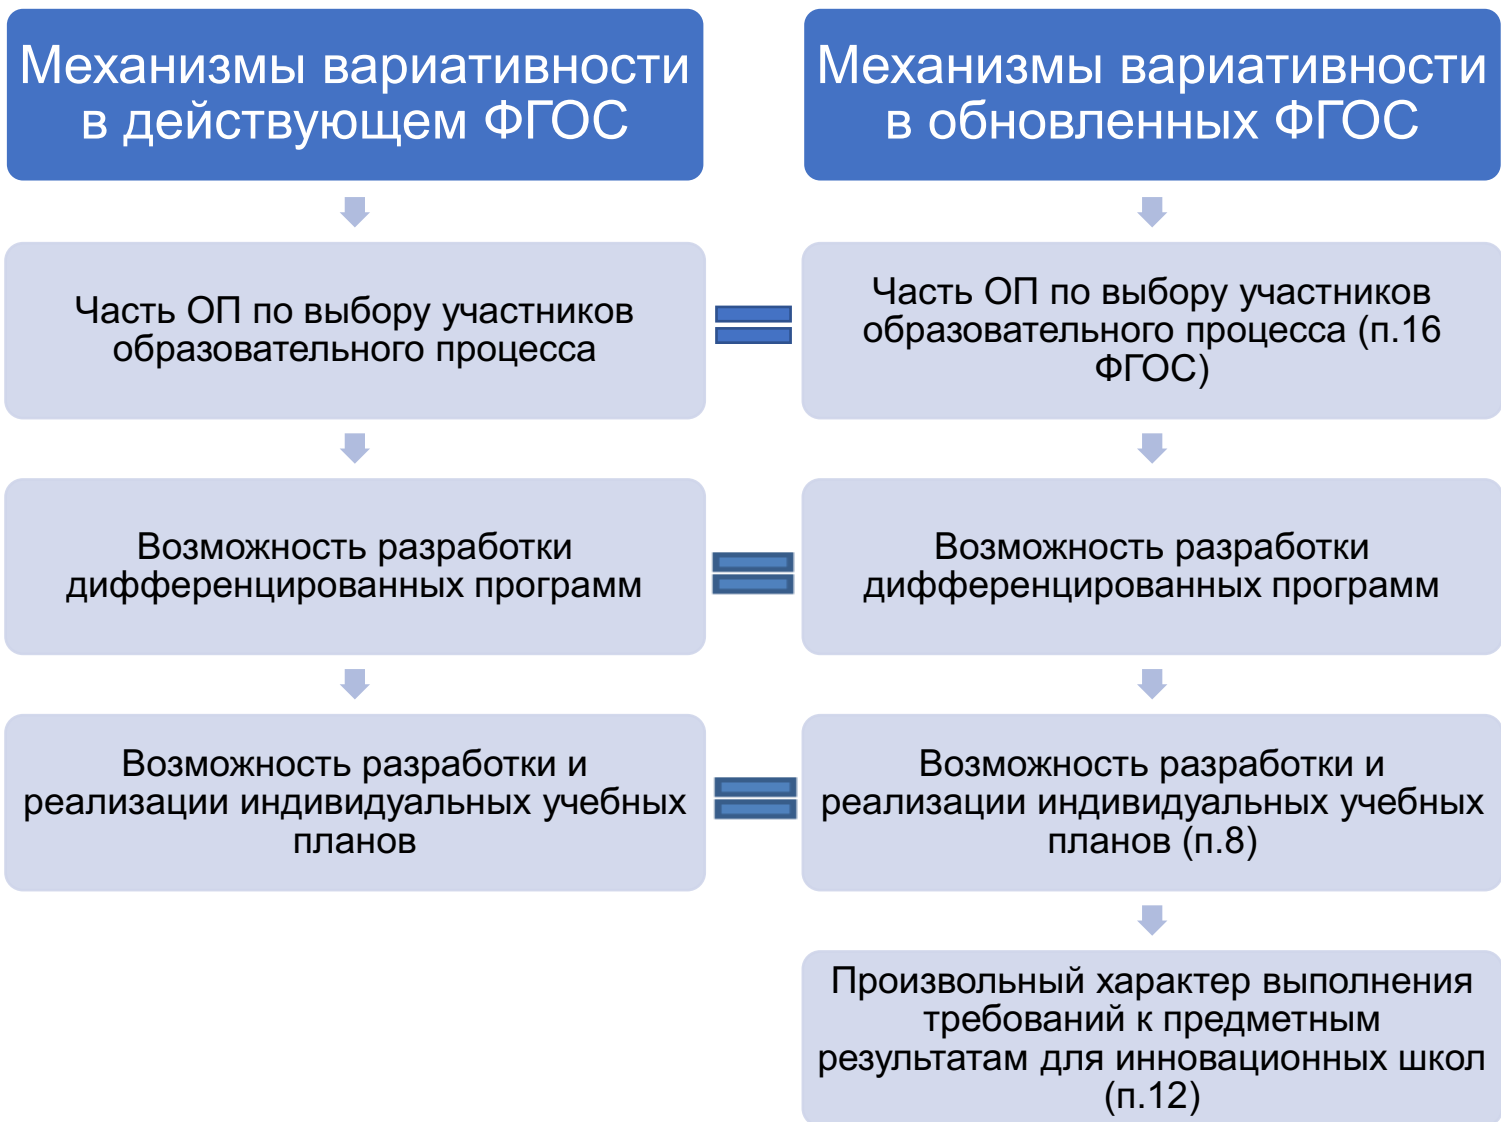 Механизмы вариативности
в действующем ФГОС
Механизмы вариативности
в обновленных ФГОС
Часть ОП по выбору участников
образовательного процесса
Часть ОП по выбору участников
образовательного процесса (п.16
ФГОС)
Возможность разработки
дифференцированных программ
Возможность разработки
дифференцированных программ
Возможность разработки и
реализации индивидуальных учебных
планов
Возможность разработки и
реализации индивидуальных учебных
планов (п.8)
Произвольный характер выполнения
требований к предметным
результатам для инновационных школ
(п.12)